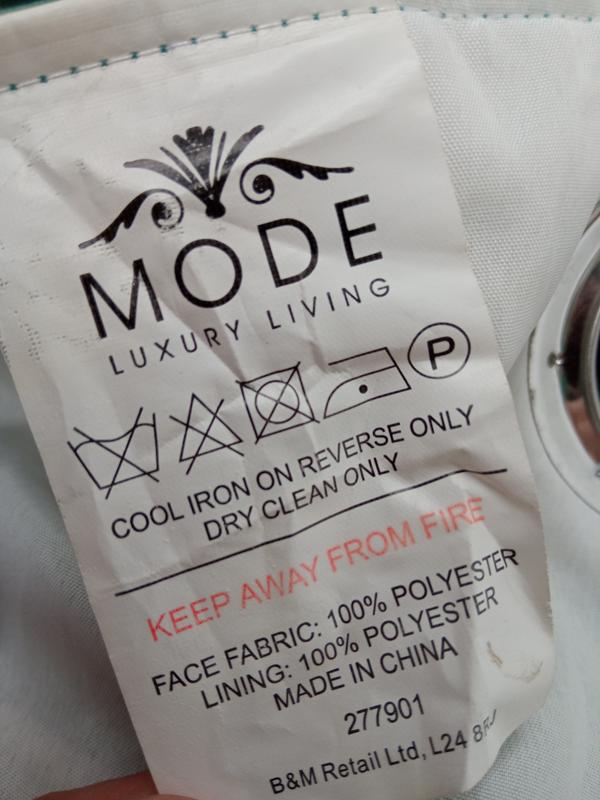 MODE
LUXURY LIVING
P
COOL IRON ON REVERSE ONLY
DRY CLEAN ONLY
KEEP AWAY FROM FIRE
FACE FABRIC: 100% POLYESTER
LINING: 100% POLYESTER
MADE IN CHINA
277901
B&M Retail Ltd, L24